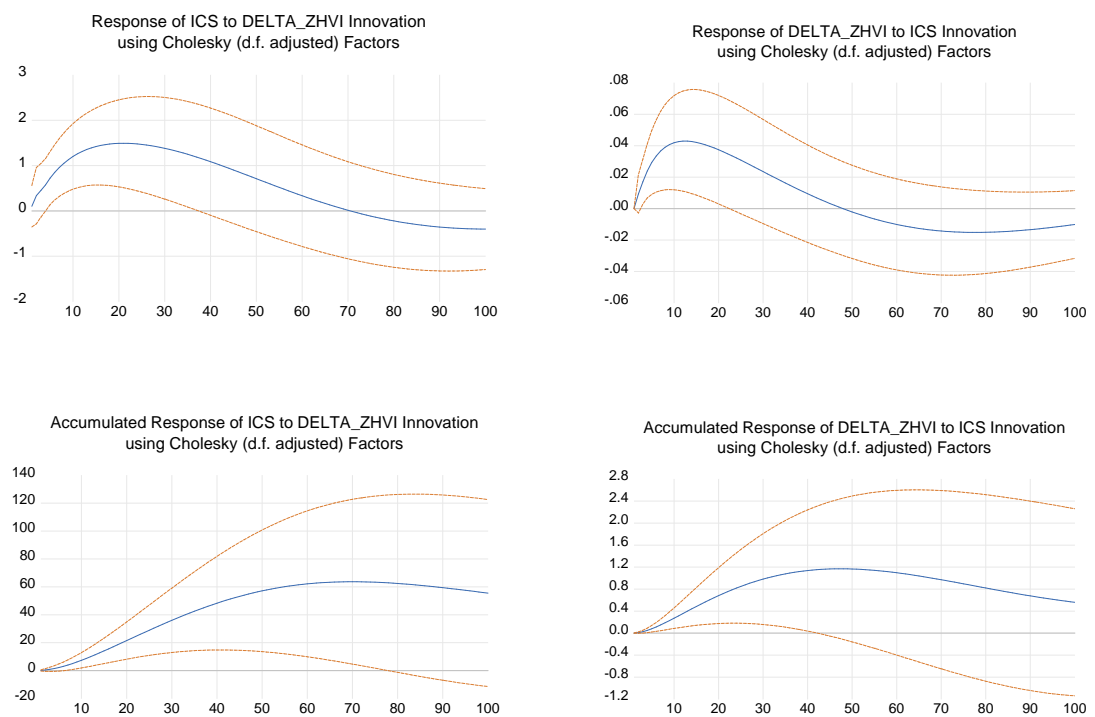 Response of ICS to DELTA_ZHVI Innovation
using Cholesky (d.f. adjusted) Factors
3
2
1
0
-1
-2
10 20 30 40 50 60 70 80 90 100
Response of DELTA_ZHVI to ICS Innovation
using Cholesky (d.f. adjusted) Factors
.08
.06
.04
.02
.00
-.02
-.04
-.06
10 20 30 40 50 60 70 80 90 100
Accumulated Response of ICS to DELTA_ZHVI Innovation
using Cholesky (d.f. adjusted) Factors
140
120
100
80
60
40
20
0
-20
10 20 30 40 50 60 70 80 90 100
Accumulated Response of DELTA_ZHVI to ICS Innovation
using Cholesky (d.f. adjusted) Factors
2.8
2.4
2.0
1.6
1.2
0.8
0.4
0.0
-0.4
-0.8
-1.2
10 20 30 40 50 60 70 80 90 100